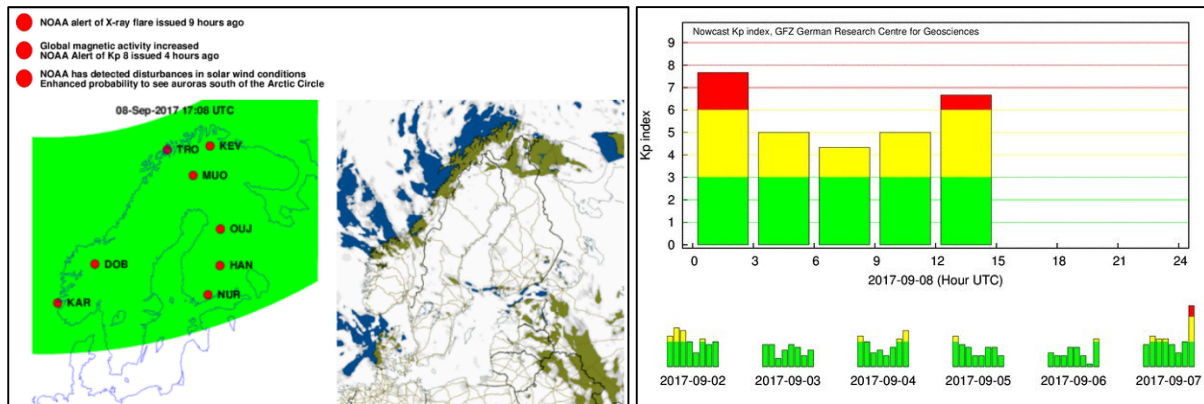 NOAA alert of X-ray flare issued 9 hours ago
Global magnetic activity increased
NOAA Alert of Kp 8 issued 4 hours ago
NOAA has detected disturbances in solar wind conditions
Enhanced probability to see auroras south of the Arctic Circle
08-Sep-2017 17:08 UTC
TRO
KEV
MUO
OUJ
DOB
HAN
KAR
NUR
Nowcast Kp index, GFZ German Research Centre for Geosciences
Kp index
9
8
7
6
5
4
3
2
1
0
0 3 6 9 12 15 18 21 24
2017-09-08 (Hour UTC)
2017-09-02 2017-09-03 2017-09-04 2017-09-05 2017-09-06 2017-09-07